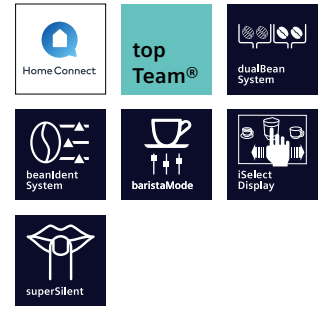 Home Connect
top
Team®
dualBean
System
beanIdent
System
baristaMode
iSelect
Display
superSilent